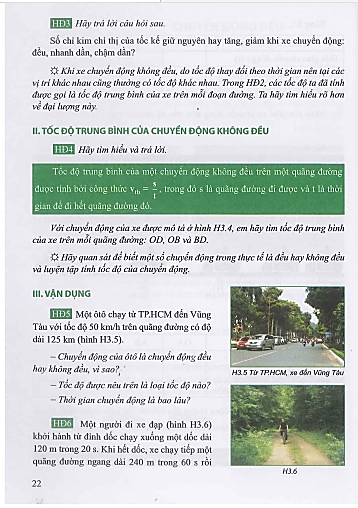 HĐ3 Hãy trả lời câu hỏi sau.
Số chỉ kim chỉ thị của tốc kế giữ nguyên hay tăng, giảm khi xe chuyển động:
đều, nhanh dần, chậm dần?
☼ Khi xe chuyển động không đều, do tốc độ thay đổi theo thời gian nên tại các
vị trí khác nhau cũng thường có tốc độ khác nhau. Trong HĐ2, các tốc độ ta đã tính
được gọi là tốc độ trung bình của xe trên mỗi đoạn đường. Ta hãy tìm hiểu rõ hơn
về đại lượng này.
II. TỐC ĐỘ TRUNG BÌNH CỦA CHUYỂN ĐỘNG KHÔNG ĐỀU
HĐ4 Hãy tìm hiểu và trả lời.
Tốc độ trung bình của một chuyển động không đều trên một quãng đường
được tính bởi công thức vtb = s/t, trong đó s là quãng đường đi được và t là thời
gian để đi hết quãng đường đó.
Với chuyển động của xe được mô tả ở hình H3.4, em hãy tìm tốc độ trung bình
của xe trên mỗi quãng đường: OD, OB và BD.
☼ Hãy quan sát để biết một số chuyển động trong thực tế là đều hay không đều
và luyện tập tính tốc độ của chuyển động.
III. VẬN DỤNG
HĐ5 Một ôtô chạy từ TP.HCM đến Vũng
Tàu với tốc độ 50 km/h trên quãng đường có độ
dài 125 km (hình H3.5).
– Chuyển động của ôtô là chuyển động đều
hay không đều, vì sao?
– Tốc độ được nêu trên là loại tốc độ nào?
– Thời gian chuyển động là bao lâu?
H3.5 Từ TP.HCM, xe đến Vũng Tàu
HĐ6 Một người đi xe đạp (hình H3.6)
khởi hành từ đỉnh dốc chạy xuống một dốc dài
120 m trong 20 s. Khi hết dốc, xe chạy tiếp một
quãng đường ngang dài 240 m trong 60 s rồi
H3.6
22